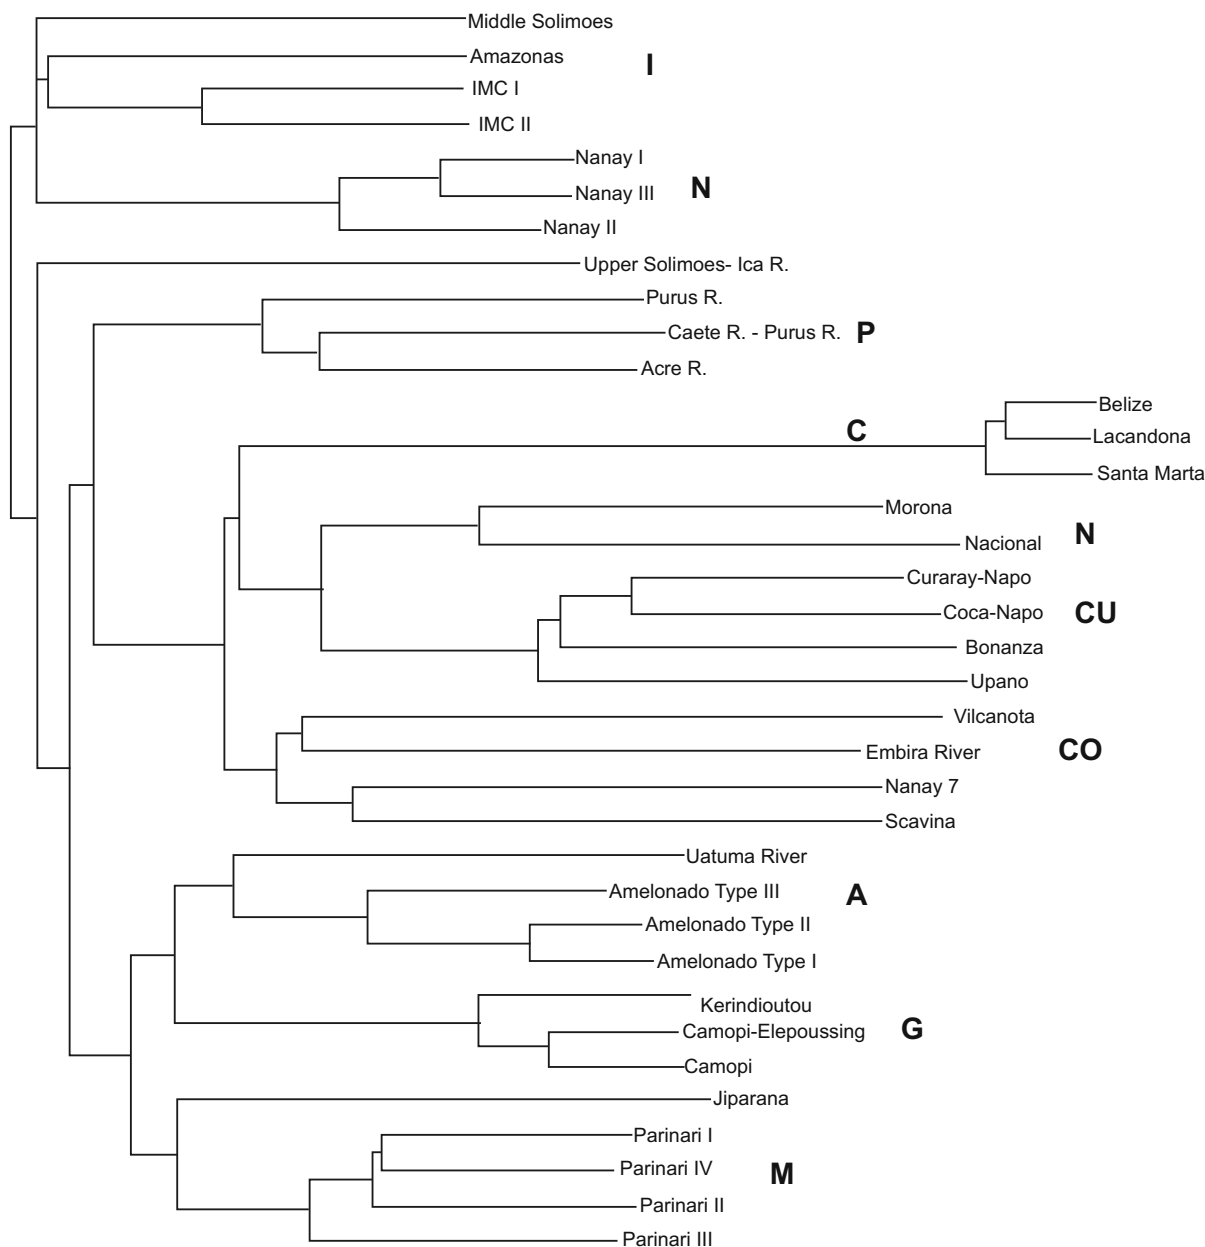 Middle Solimoes
Amazonas
I
IMC I
IMC II
Nanay I
Nanay III
N
Nanay II
Upper Solimoes- Ica R.
Purus R.
Caete R. - Purus R.
P
Acre R.
Belize
C
Lacandona
Santa Marta
Morona
N
Nacional
Curaray-Napo
Coca-Napo
CU
Bonanza
Upano
Vilcanota
Embira River
CO
Nanay 7
Scavina
Uatuma River
Amelonado Type III
A
Amelonado Type II
Amelonado Type I
Kerindioutou
Camopi-Elepoussing
G
Camopi
Jiparana
Parinari I
Parinari IV
M
Parinari II
Parinari III